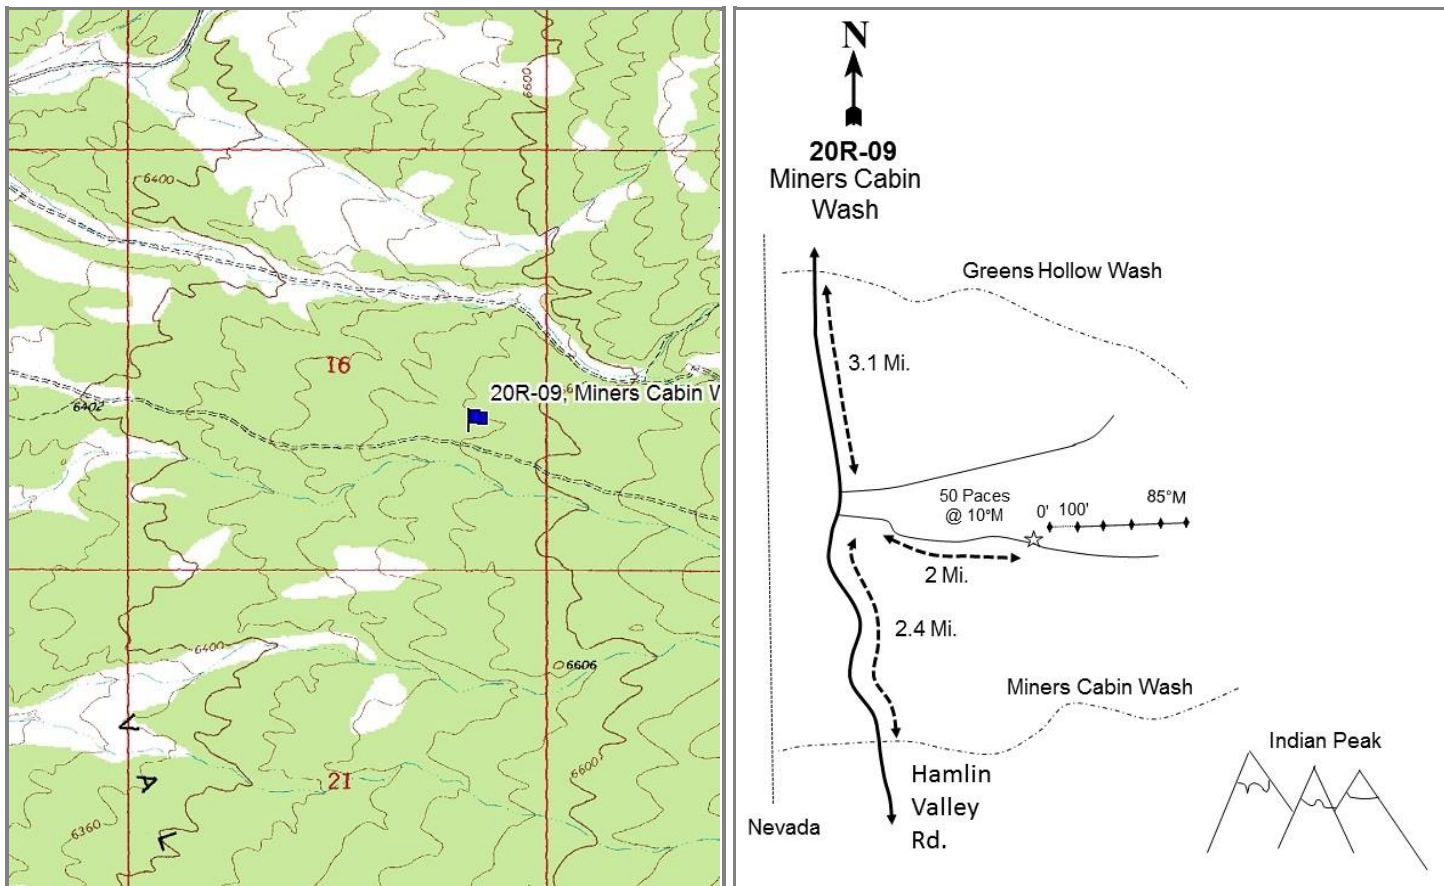 6600
6400
16
20R-09, Miners Cabin W
6402
6400
6606
V
A
L
21
6600
6360
N
20R-09
Miners Cabin
Wash
Greens Hollow Wash
3.1 Mi.
50 Paces
@ 10°M
0' 100' 85°M
2 Mi.
2.4 Mi.
Miners Cabin Wash
Indian Peak
Hamlin
Valley
Rd.
Nevada